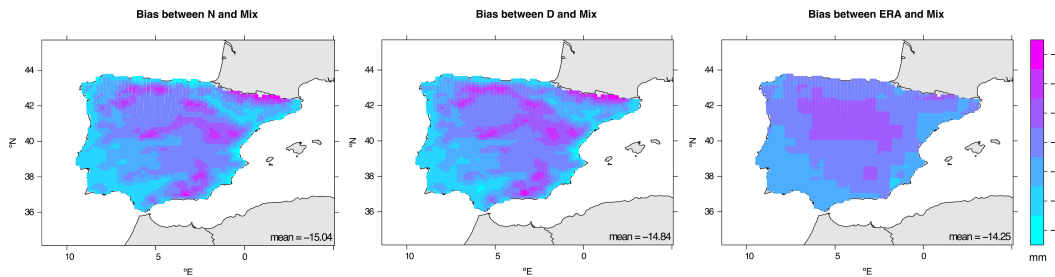 Bias between N and Mix
Bias between D and Mix
Bias between ERA and Mix
44
42
40
38
36
°N
10
5
0
°E
mean = −15.04
44
42
40
38
36
°N
10
5
0
°E
mean = −14.84
44
42
40
38
36
°N
10
5
0
°E
mean = −14.25
mm